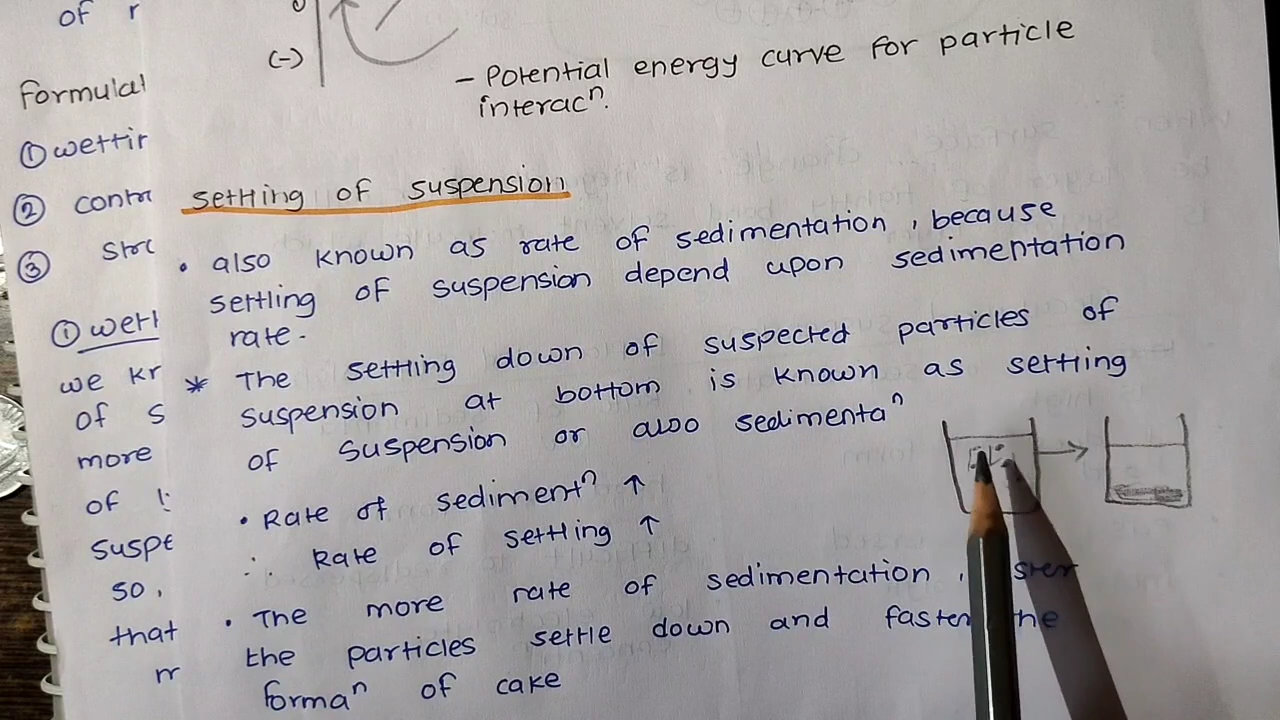 of r
(-)
- Potential energy curve for particle
interacⁿ.
Formulat
① wettin
② contro
③ stro
① wett
we kr
of s
more
of l
suspe
so,
that
settling of suspension
• also known as rate of sedimentation, because
settling of suspension depend upon sedimentation
rate.
* The settling down of suspected particles of
suspension at bottom is known as settling
of suspension or also sedimentaⁿ
• Rate of sedimentⁿ ↑
∴ Rate of settling ↑
• The more rate of sedimentation,
the particles settle down and faster the
formaⁿ of cake